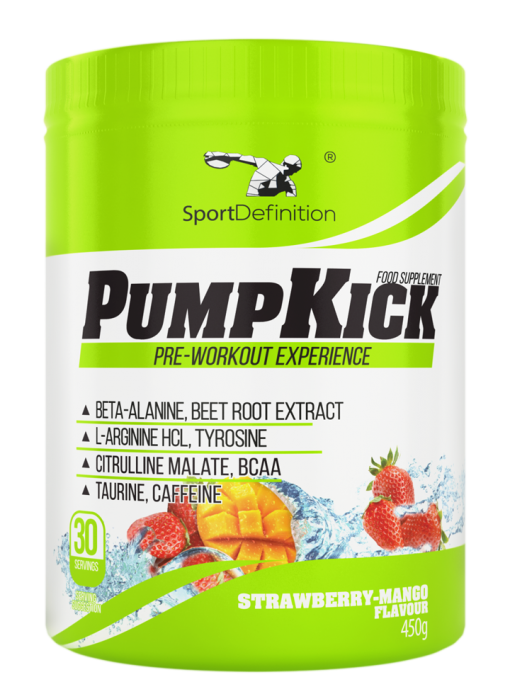 ®
SportDefinition
FOOD SUPPLEMENT
PUMPKICK
PRE-WORKOUT EXPERIENCE
▲ BETA-ALANINE, BEET ROOT EXTRACT
▲ L-ARGININE HCL, TYROSINE
▲ CITRULLINE MALATE, BCAA
▲ TAURINE, CAFFEINE
30
SERVINGS
STRAWBERRY-MANGO
FLAVOUR
450g